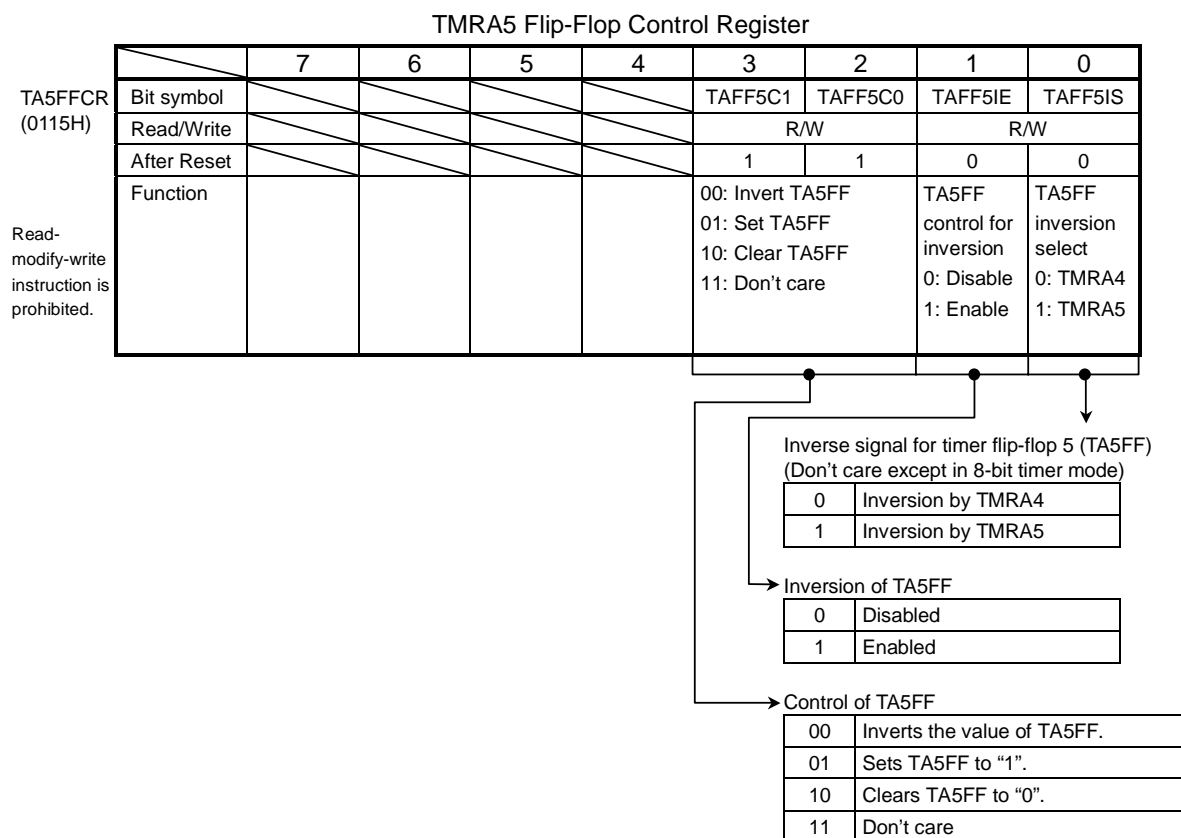 TMRA5 Flip-Flop Control Register
7 6 5 4 3 2 1 0
TA5FFCR
(0115H)
Bit symbol TAFF5C1 TAFF5C0 TAFF5IE TAFF5IS
Read/Write R/W R/W
After Reset 1 1 0 0
Read-
modify-write
instruction is
prohibited.
Function
00: Invert TA5FF
01: Set TA5FF
10: Clear TA5FF
11: Don't care
TA5FF
control for
inversion
0: Disable
1: Enable
TA5FF
inversion
select
0: TMRA4
1: TMRA5
Inverse signal for timer flip-flop 5 (TA5FF)
(Don't care except in 8-bit timer mode)
0 Inversion by TMRA4
1 Inversion by TMRA5
Inversion of TA5FF
0 Disabled
1 Enabled
Control of TA5FF
00 Inverts the value of TA5FF.
01 Sets TA5FF to “1”.
10 Clears TA5FF to “0”.
11 Don't care